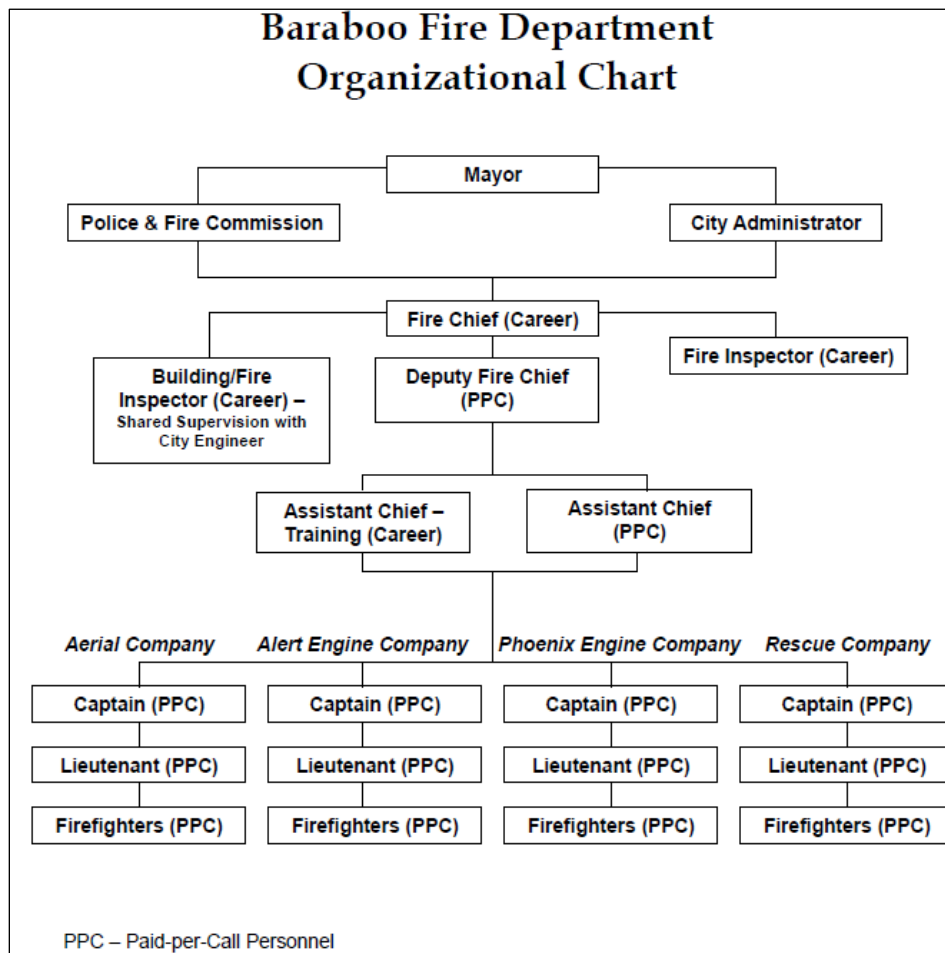 Baraboo Fire Department
Organizational Chart
Mayor
Police & Fire Commission
City Administrator
Fire Chief (Career)
Fire Inspector (Career)
Building/Fire
Inspector (Career) –
Shared Supervision with
City Engineer
Deputy Fire Chief
(PPC)
Assistant Chief –
Training (Career)
Assistant Chief
(PPC)
Aerial Company
Alert Engine Company
Phoenix Engine Company
Rescue Company
Captain (PPC)
Captain (PPC)
Captain (PPC)
Captain (PPC)
Lieutenant (PPC)
Lieutenant (PPC)
Lieutenant (PPC)
Lieutenant (PPC)
Firefighters (PPC)
Firefighters (PPC)
Firefighters (PPC)
Firefighters (PPC)
PPC – Paid-per-Call Personnel